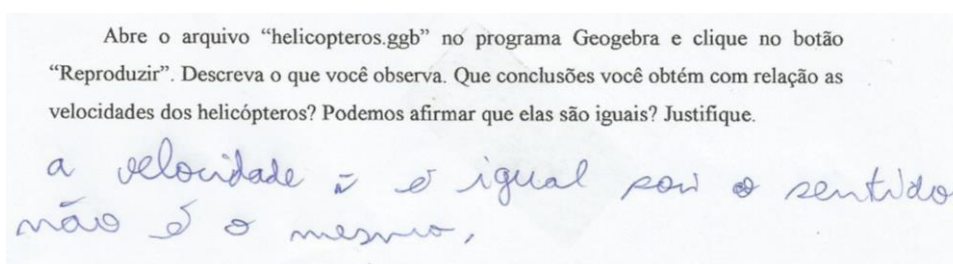 Abre o arquivo “helicopteros.ggb” no programa Geogebra e clique no botão
“Reproduzir”. Descreva o que você observa. Que conclusões você obtém com relação as
velocidades dos helicópteros? Podemos afirmar que elas são iguais? Justifique.
a velocidade ñ é igual pois o sentido
não é o mesmo,